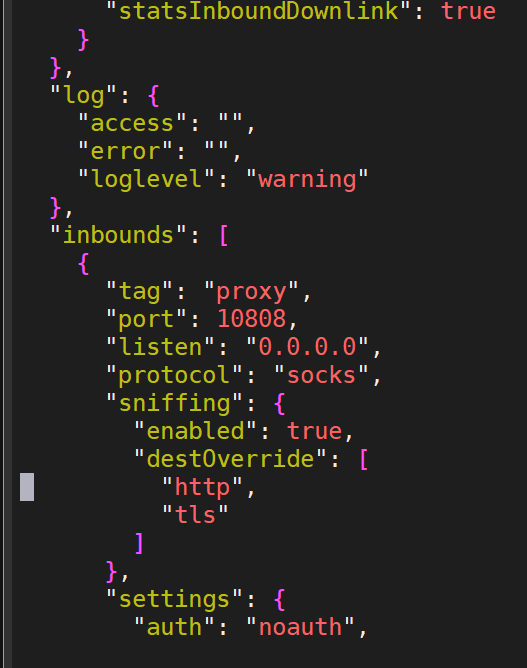 "statsInboundDownlink": true
}
},
"log": {
"access": "",
"error": "",
"loglevel": "warning"
},
"inbounds": [
{
"tag": "proxy",
"port": 10808,
"listen": "0.0.0.0",
"protocol": "socks",
"sniffing": {
"enabled": true,
"destOverride": [
"http",
"tls"
]
},
"settings": {
"auth": "noauth",